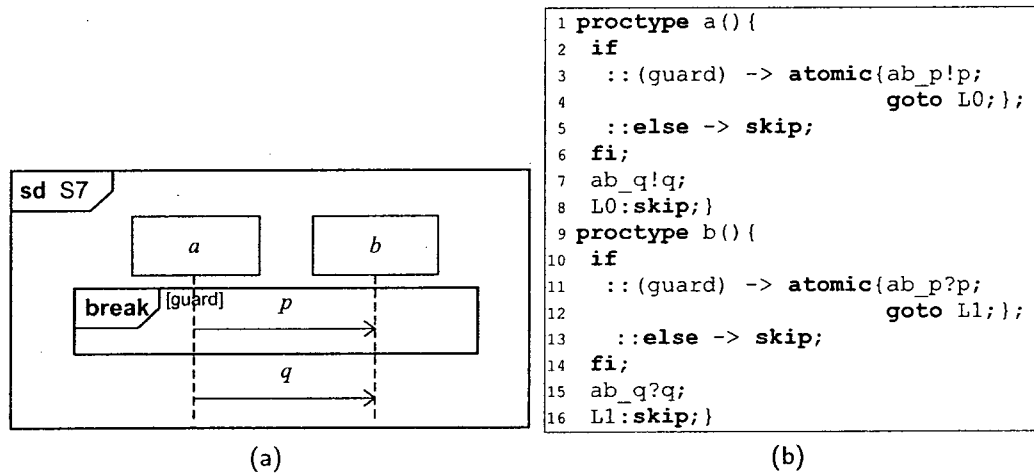 sd S7
a
b
break
[guard]
p
q
(a)
1 proctype a(){
2 if
3 ::(guard) -> atomic{ab_p!p;
4 goto L0;};
5 ::else -> skip;
6 fi;
7 ab_q!q;
8 L0:skip;}
9 proctype b(){
10 if
11 ::(guard) -> atomic{ab_p?p;
12 goto L1;};
13 ::else -> skip;
14 fi;
15 ab_q?q;
16 L1:skip;}
(b)